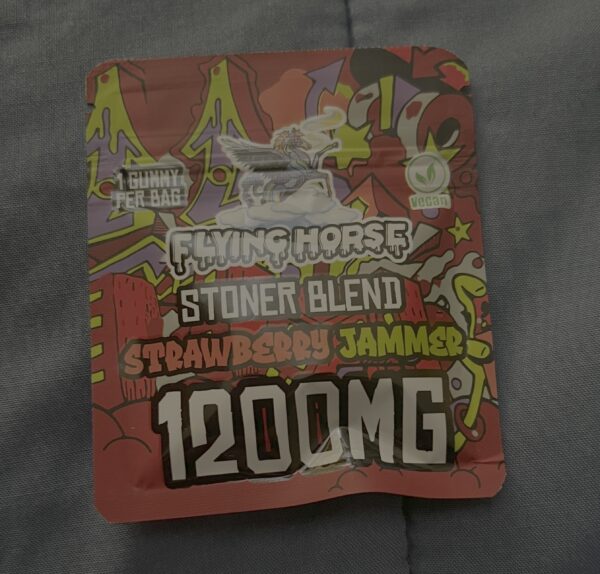 1 GUMMY
PER BAG
Vegan
FLYING HORSE
STONER BLEND
STRAWBERRY JAMMER
1200MG